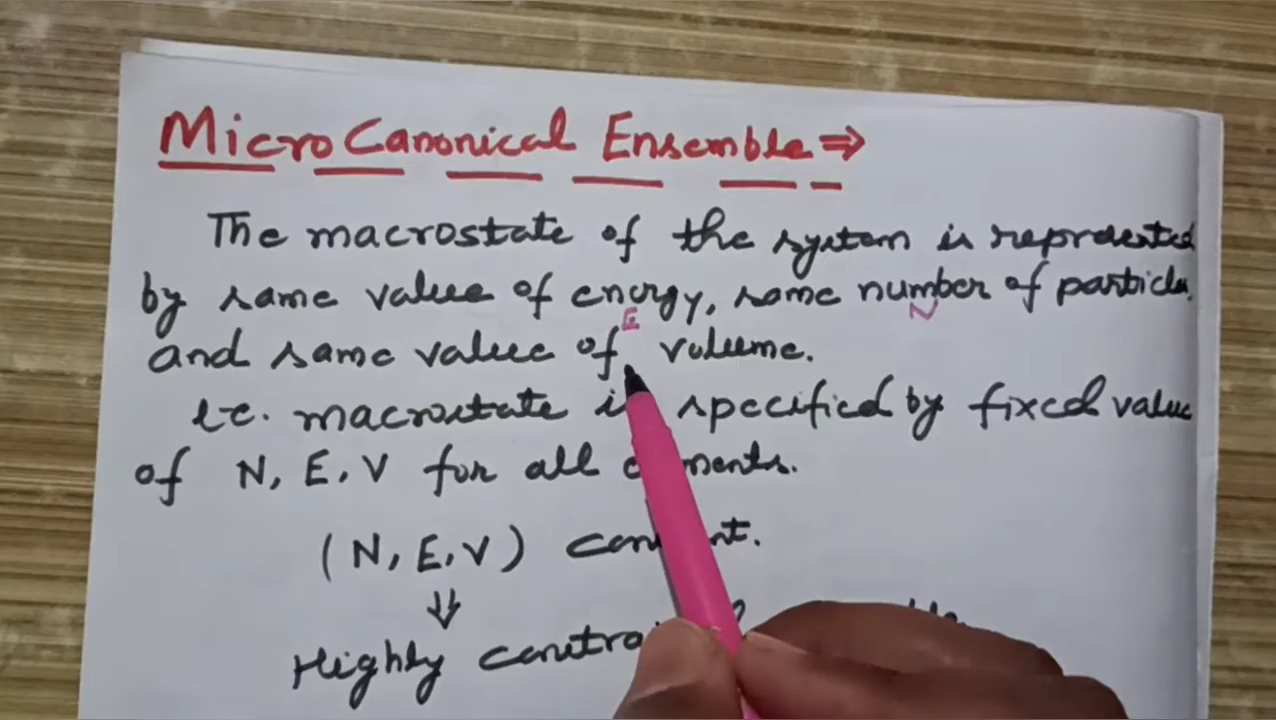 MicroCanonical Ensemble ⇒
The macrostate of the system is represented
by same value of energy, same number of particles
E N
and same value of volume.
i.e. macrostate is specified by fixed value
of N, E, V for all
(N, E, V)
⇓
Highly